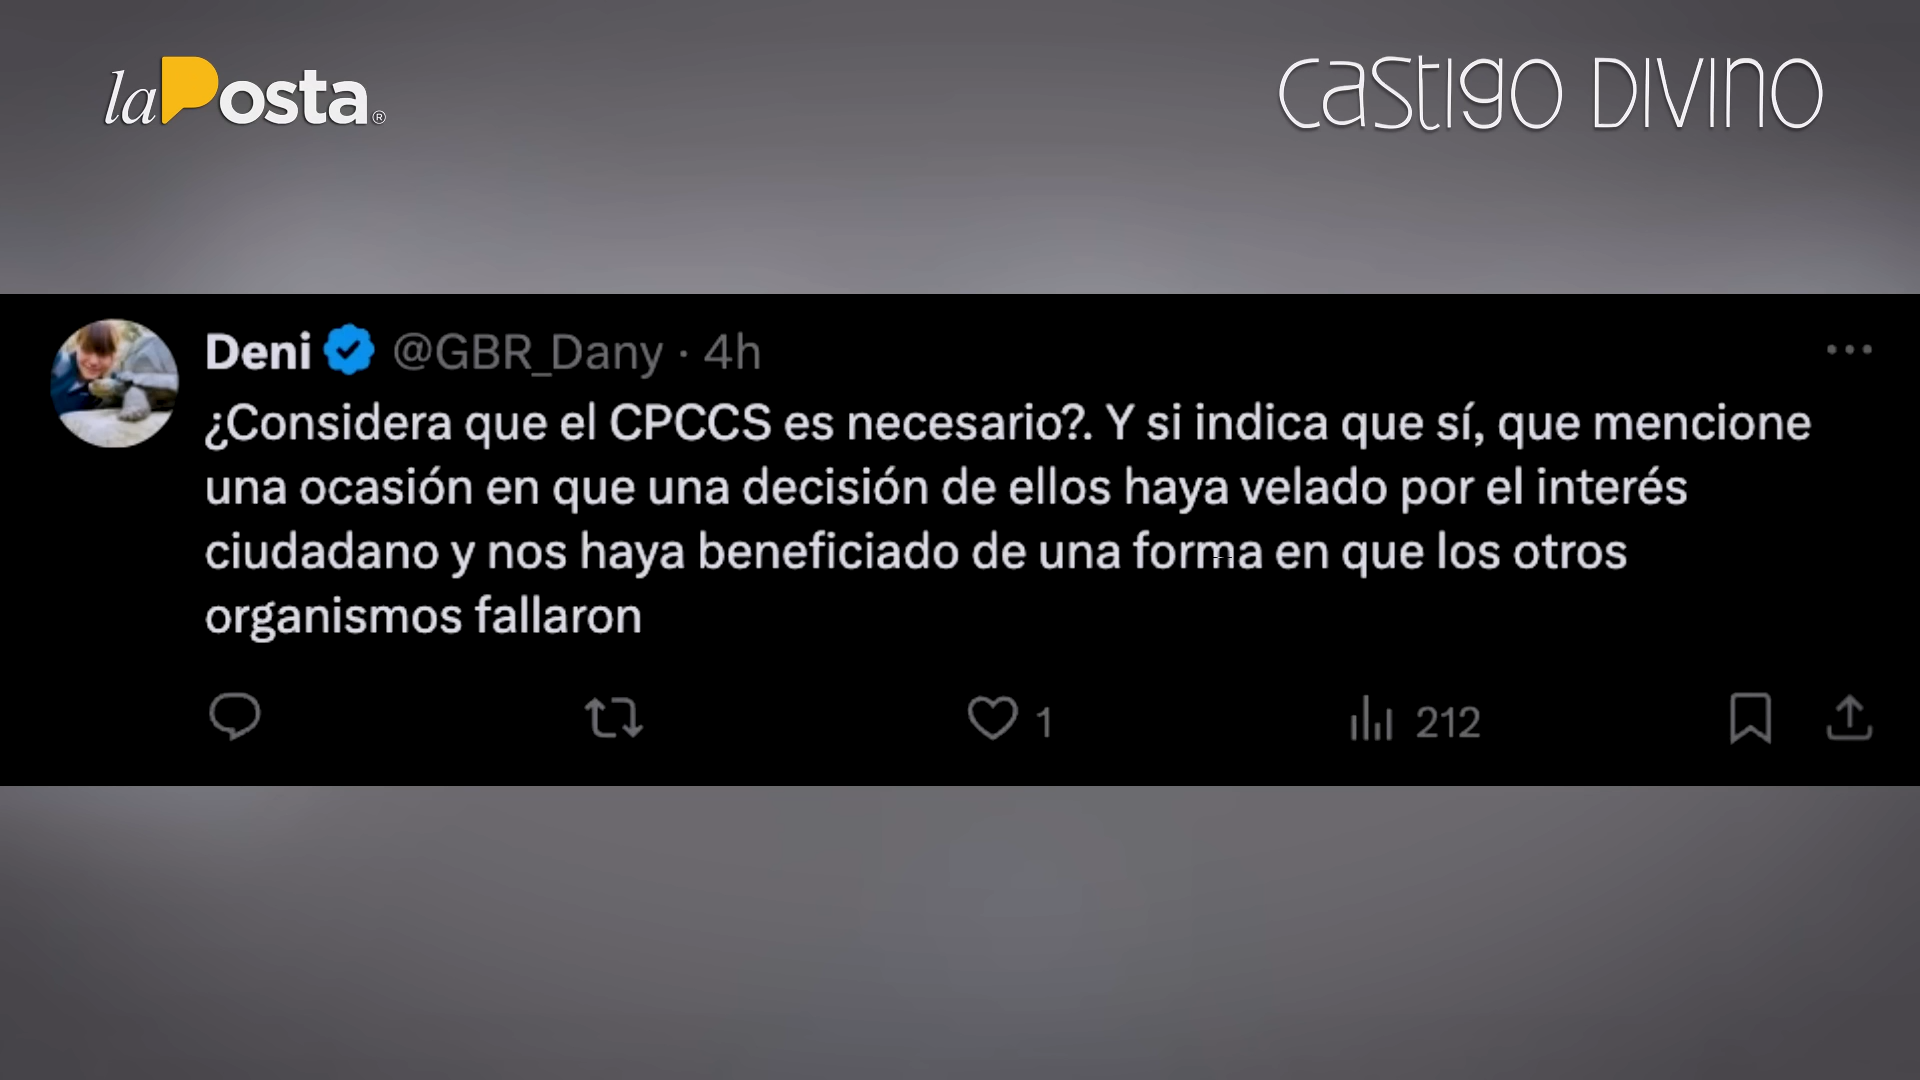 laPosta®
CASTIGO DIVINO
Deni @GBR_Dany · 4h
¿Considera que el CPCCS es necesario?. Y si indica que sí, que mencione
una ocasión en que una decisión de ellos haya velado por el interés
ciudadano y nos haya beneficiado de una forma en que los otros
organismos fallaron
1
212